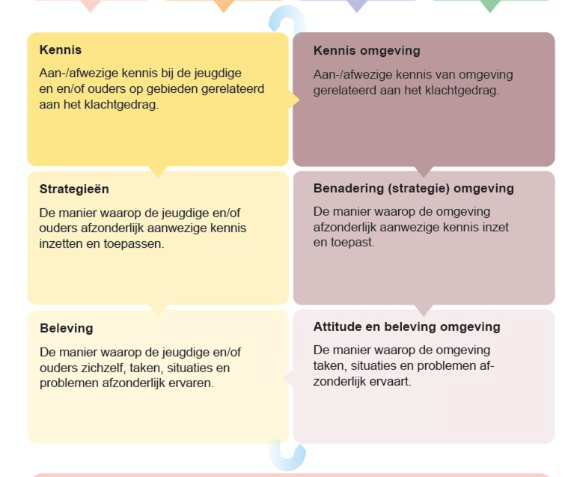 Kennis
Aan-/afwezige kennis bij de jeugdige
en en/of ouders op gebieden gerelateerd
aan het klachtgedrag.
Kennis omgeving
Aan-/afwezige kennis van omgeving
gerelateerd aan het klachtgedrag.
Strategieën
De manier waarop de jeugdige en/of
ouders afzonderlijk aanwezige kennis
inzetten en toepassen.
Benadering (strategie) omgeving
De manier waarop de omgeving
afzonderlijk aanwezige kennis inzet
en toepast.
Beleving
De manier waarop de jeugdige en/of
ouders zichzelf, taken, situaties en
problemen afzonderlijk ervaren.
Attitude en beleving omgeving
De manier waarop de omgeving
taken, situaties en problemen af-
zonderlijk ervaart.